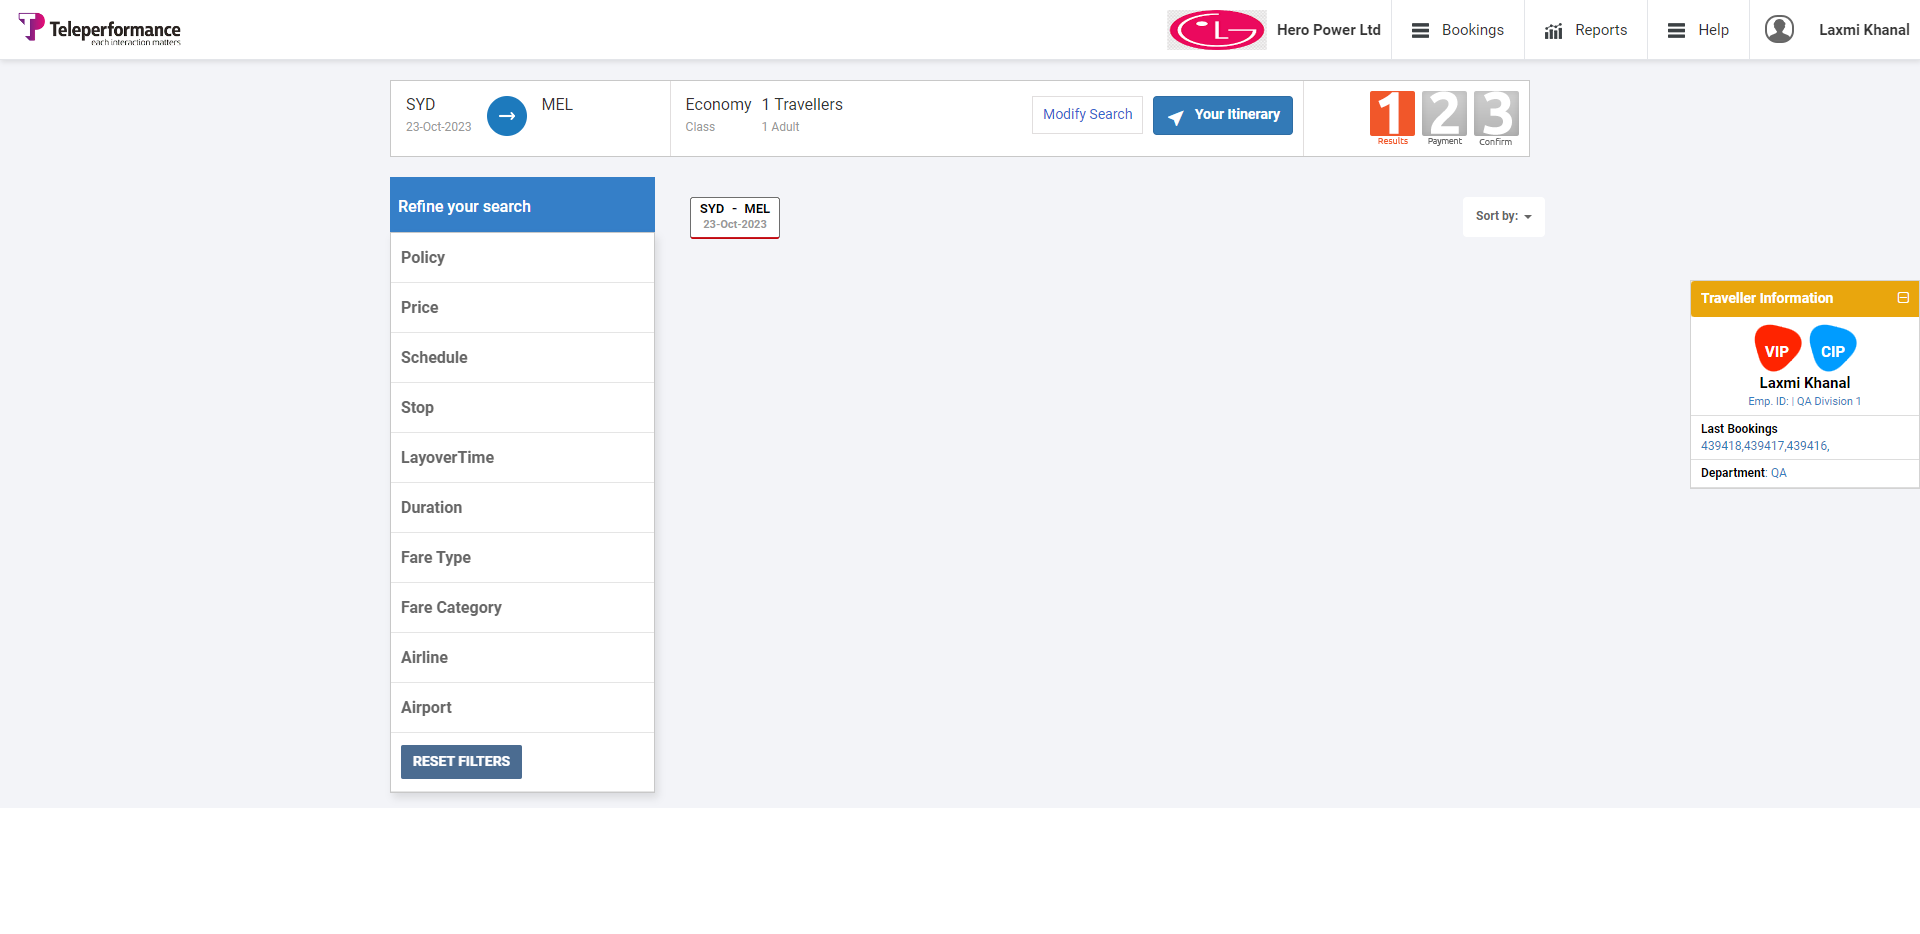 Teleperformance
each interaction matters
LG
Hero Power Ltd
Bookings
Reports
Help
Laxmi Khanal
SYD
23-Oct-2023
MEL
Economy
Class
1 Travellers
1 Adult
Modify Search
Your Itinerary
1
Results
2
Payment
3
Confirm
Refine your search
Policy
Price
Schedule
Stop
LayoverTime
Duration
Fare Type
Fare Category
Airline
Airport
RESET FILTERS
SYD - MEL
23-Oct-2023
Sort by:
Traveller Information
VIP
CIP
Laxmi Khanal
Emp. ID: | QA Division 1
Last Bookings
439418,439417,439416,
Department: QA